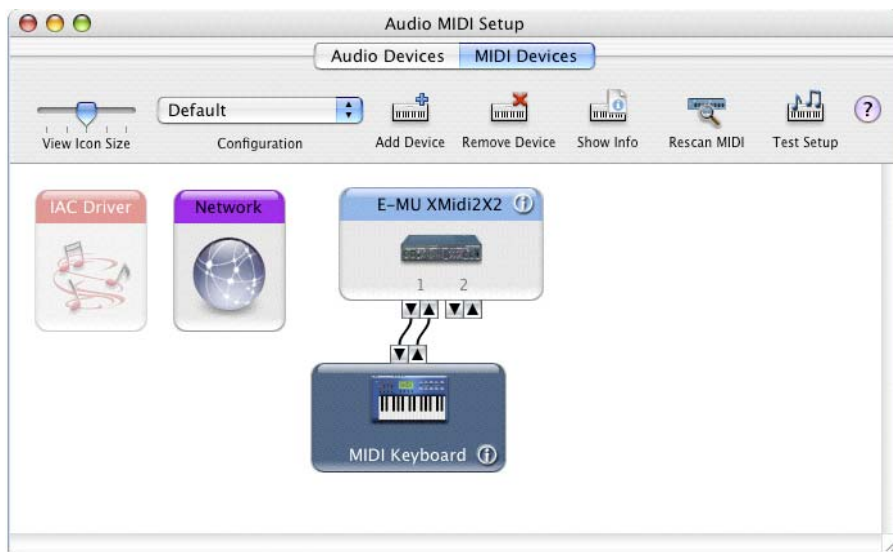 Audio MIDI Setup
Audio Devices MIDI Devices
Default
View Icon Size Configuration Add Device Remove Device Show Info Rescan MIDI Test Setup ?
IAC Driver Network E-MU XMidi2X2 i
1 2
MIDI Keyboard i